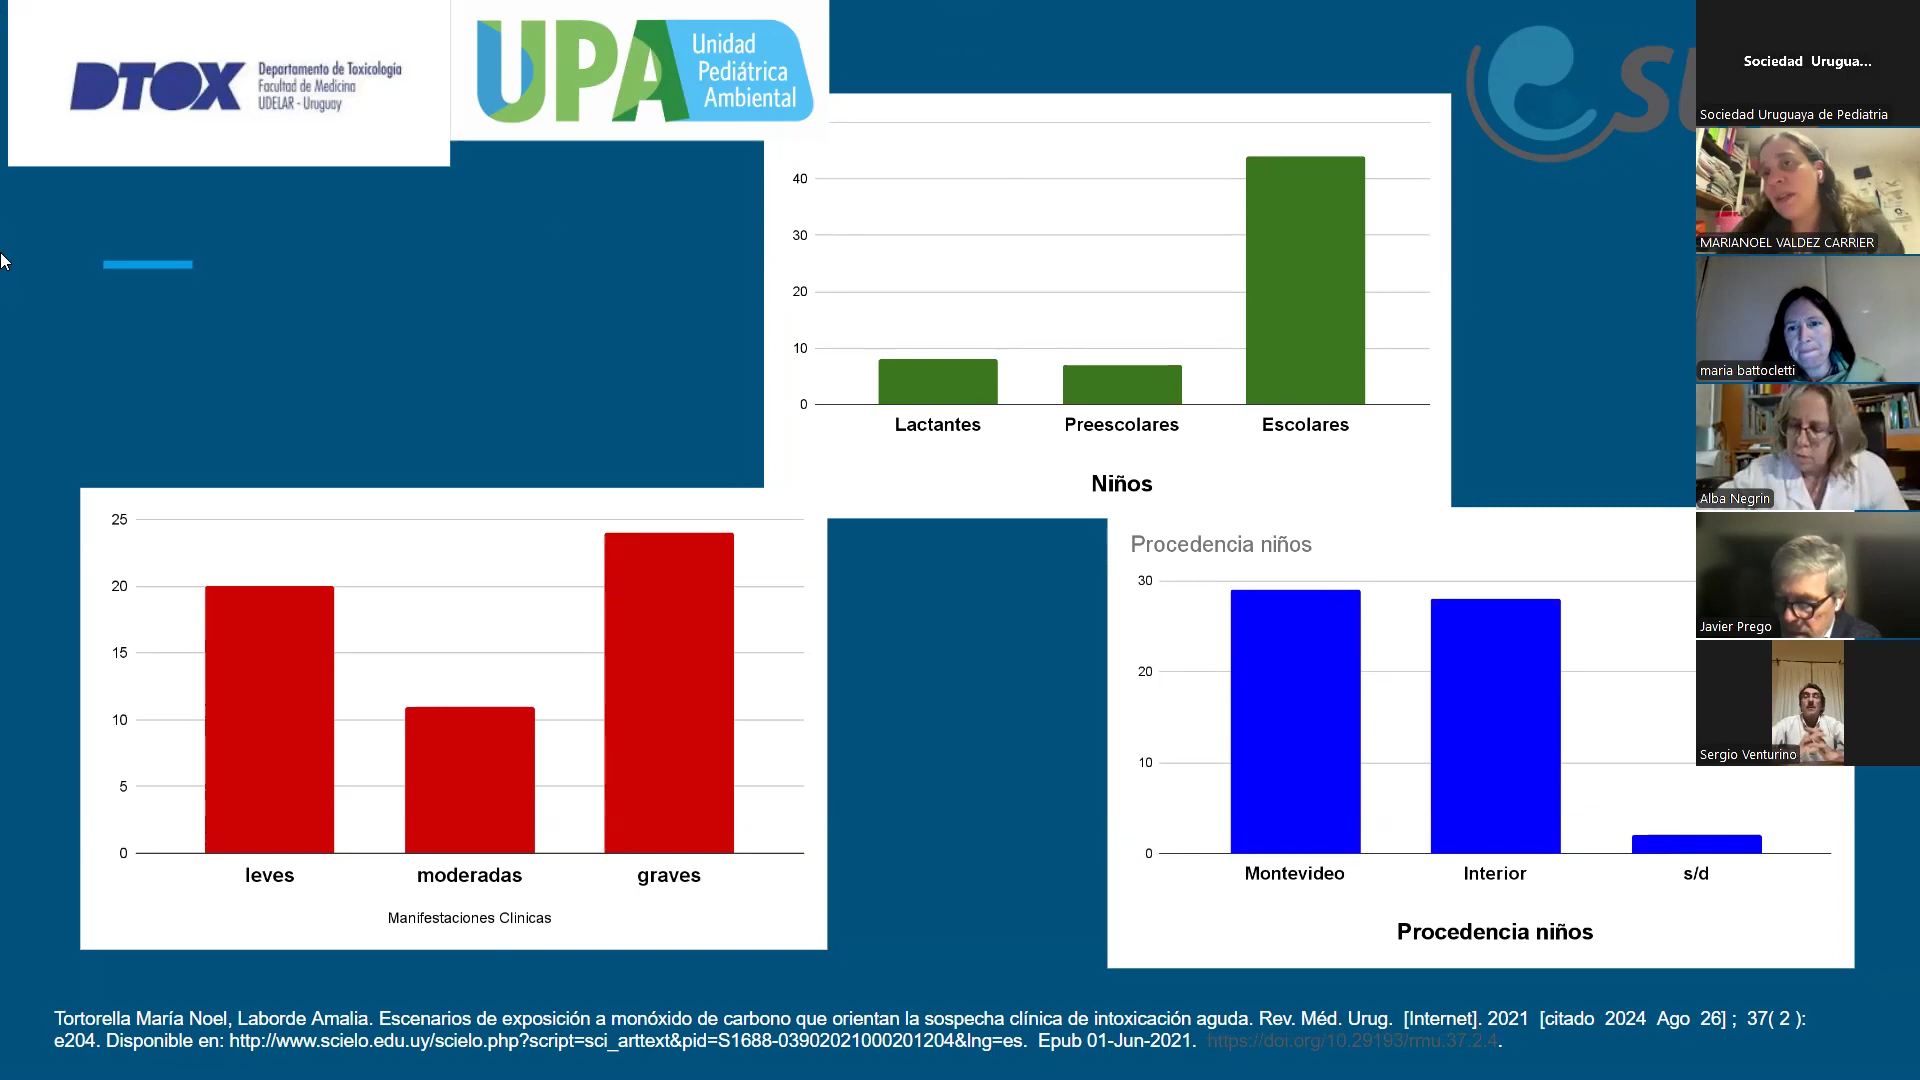 DTOX
Departamento de Toxicología
Facultad de Medicina
UDELAR - Uruguay
UPA
Unidad
Pediátrica
Ambiental
Sociedad Urugua...
Sociedad Uruguaya de Pediatria
MARIANOEL VALDEZ CARRIER
maria battocletti
Alba Negrin
Javier Prego
Sergio Venturino
40
30
20
10
0
Lactantes Preescolares Escolares
Niños
25
20
15
10
5
0
leves moderadas graves
Manifestaciones Clinicas
Procedencia niños
30
20
10
0
Montevideo Interior s/d
Procedencia niños
Tortorella María Noel, Laborde Amalia. Escenarios de exposición a monóxido de carbono que orientan la sospecha clínica de intoxicación aguda. Rev. Méd. Urug. [Internet]. 2021 [citado 2024 Ago 26] ; 37( 2 ):
e204. Disponible en: http://www.scielo.edu.uy/scielo.php?script=sci_arttext&pid=S1688-03902021000201204&lng=es. Epub 01-Jun-2021. https://doi.org/10.29193/rmu.37.2.4.